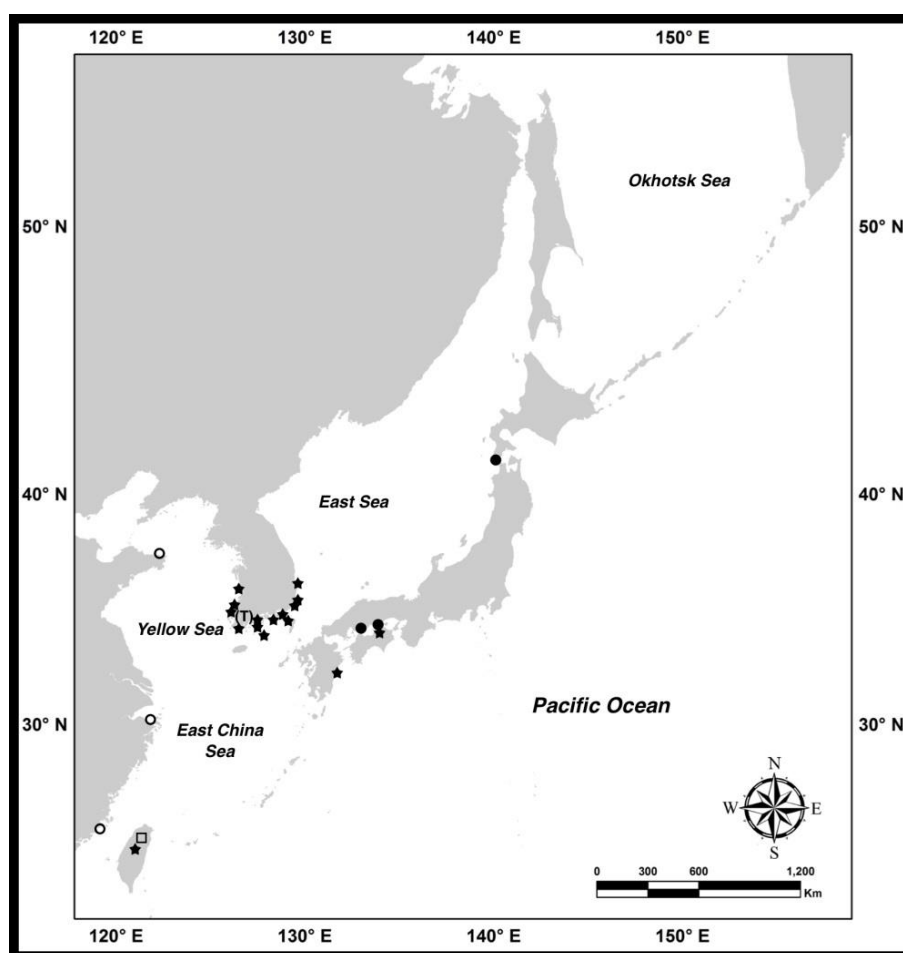 120° E 130° E 140° E 150° E
Okhotsk Sea
50° N 50° N
40° N 40° N
East Sea
(T)
Yellow Sea
Pacific Ocean
30° N 30° N
East China
Sea
N
W E
S
0 300 600 1,200
Km
120° E 130° E 140° E 150° E